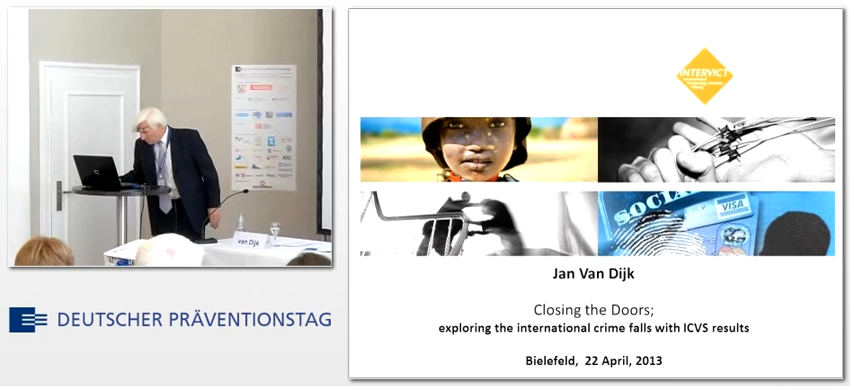 van Dijk
DEUTSCHER PRÄVENTIONSTAG
INTERVICT
SOCIAL
VISA
Jan Van Dijk
Closing the Doors;
exploring the international crime falls with ICVS results
Bielefeld, 22 April, 2013